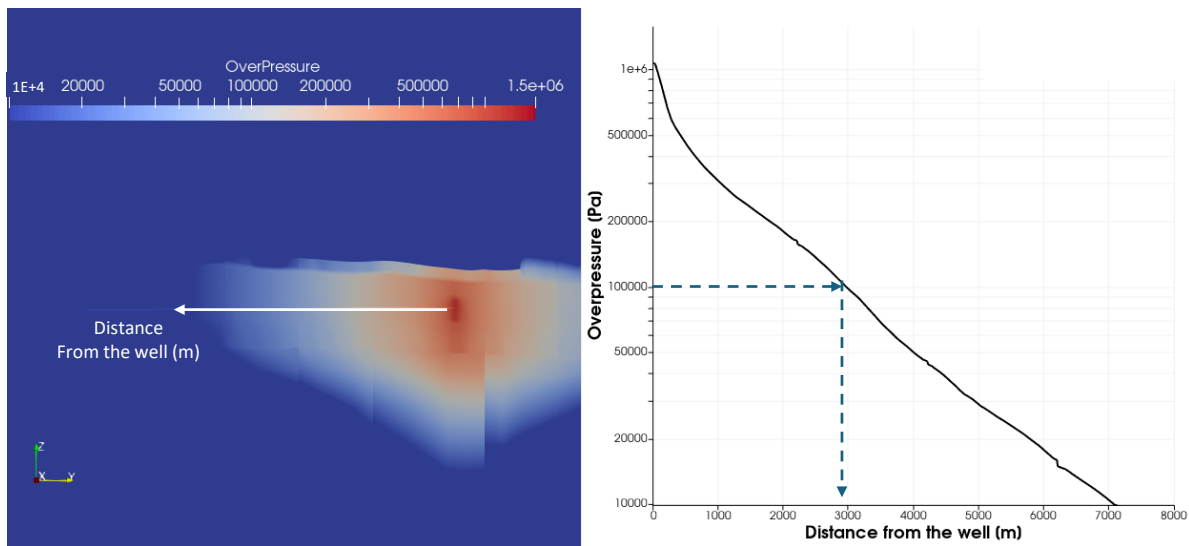 OverPressure
1E+4 20000 50000 100000 200000 500000 1.5e+06
Distance
From the well (m)
Z
X Y
Overpressure (Pa)
1e+6
500000
200000
100000
50000
20000
10000
0 1000 2000 3000 4000 5000 6000 7000 8000
Distance from the well (m)